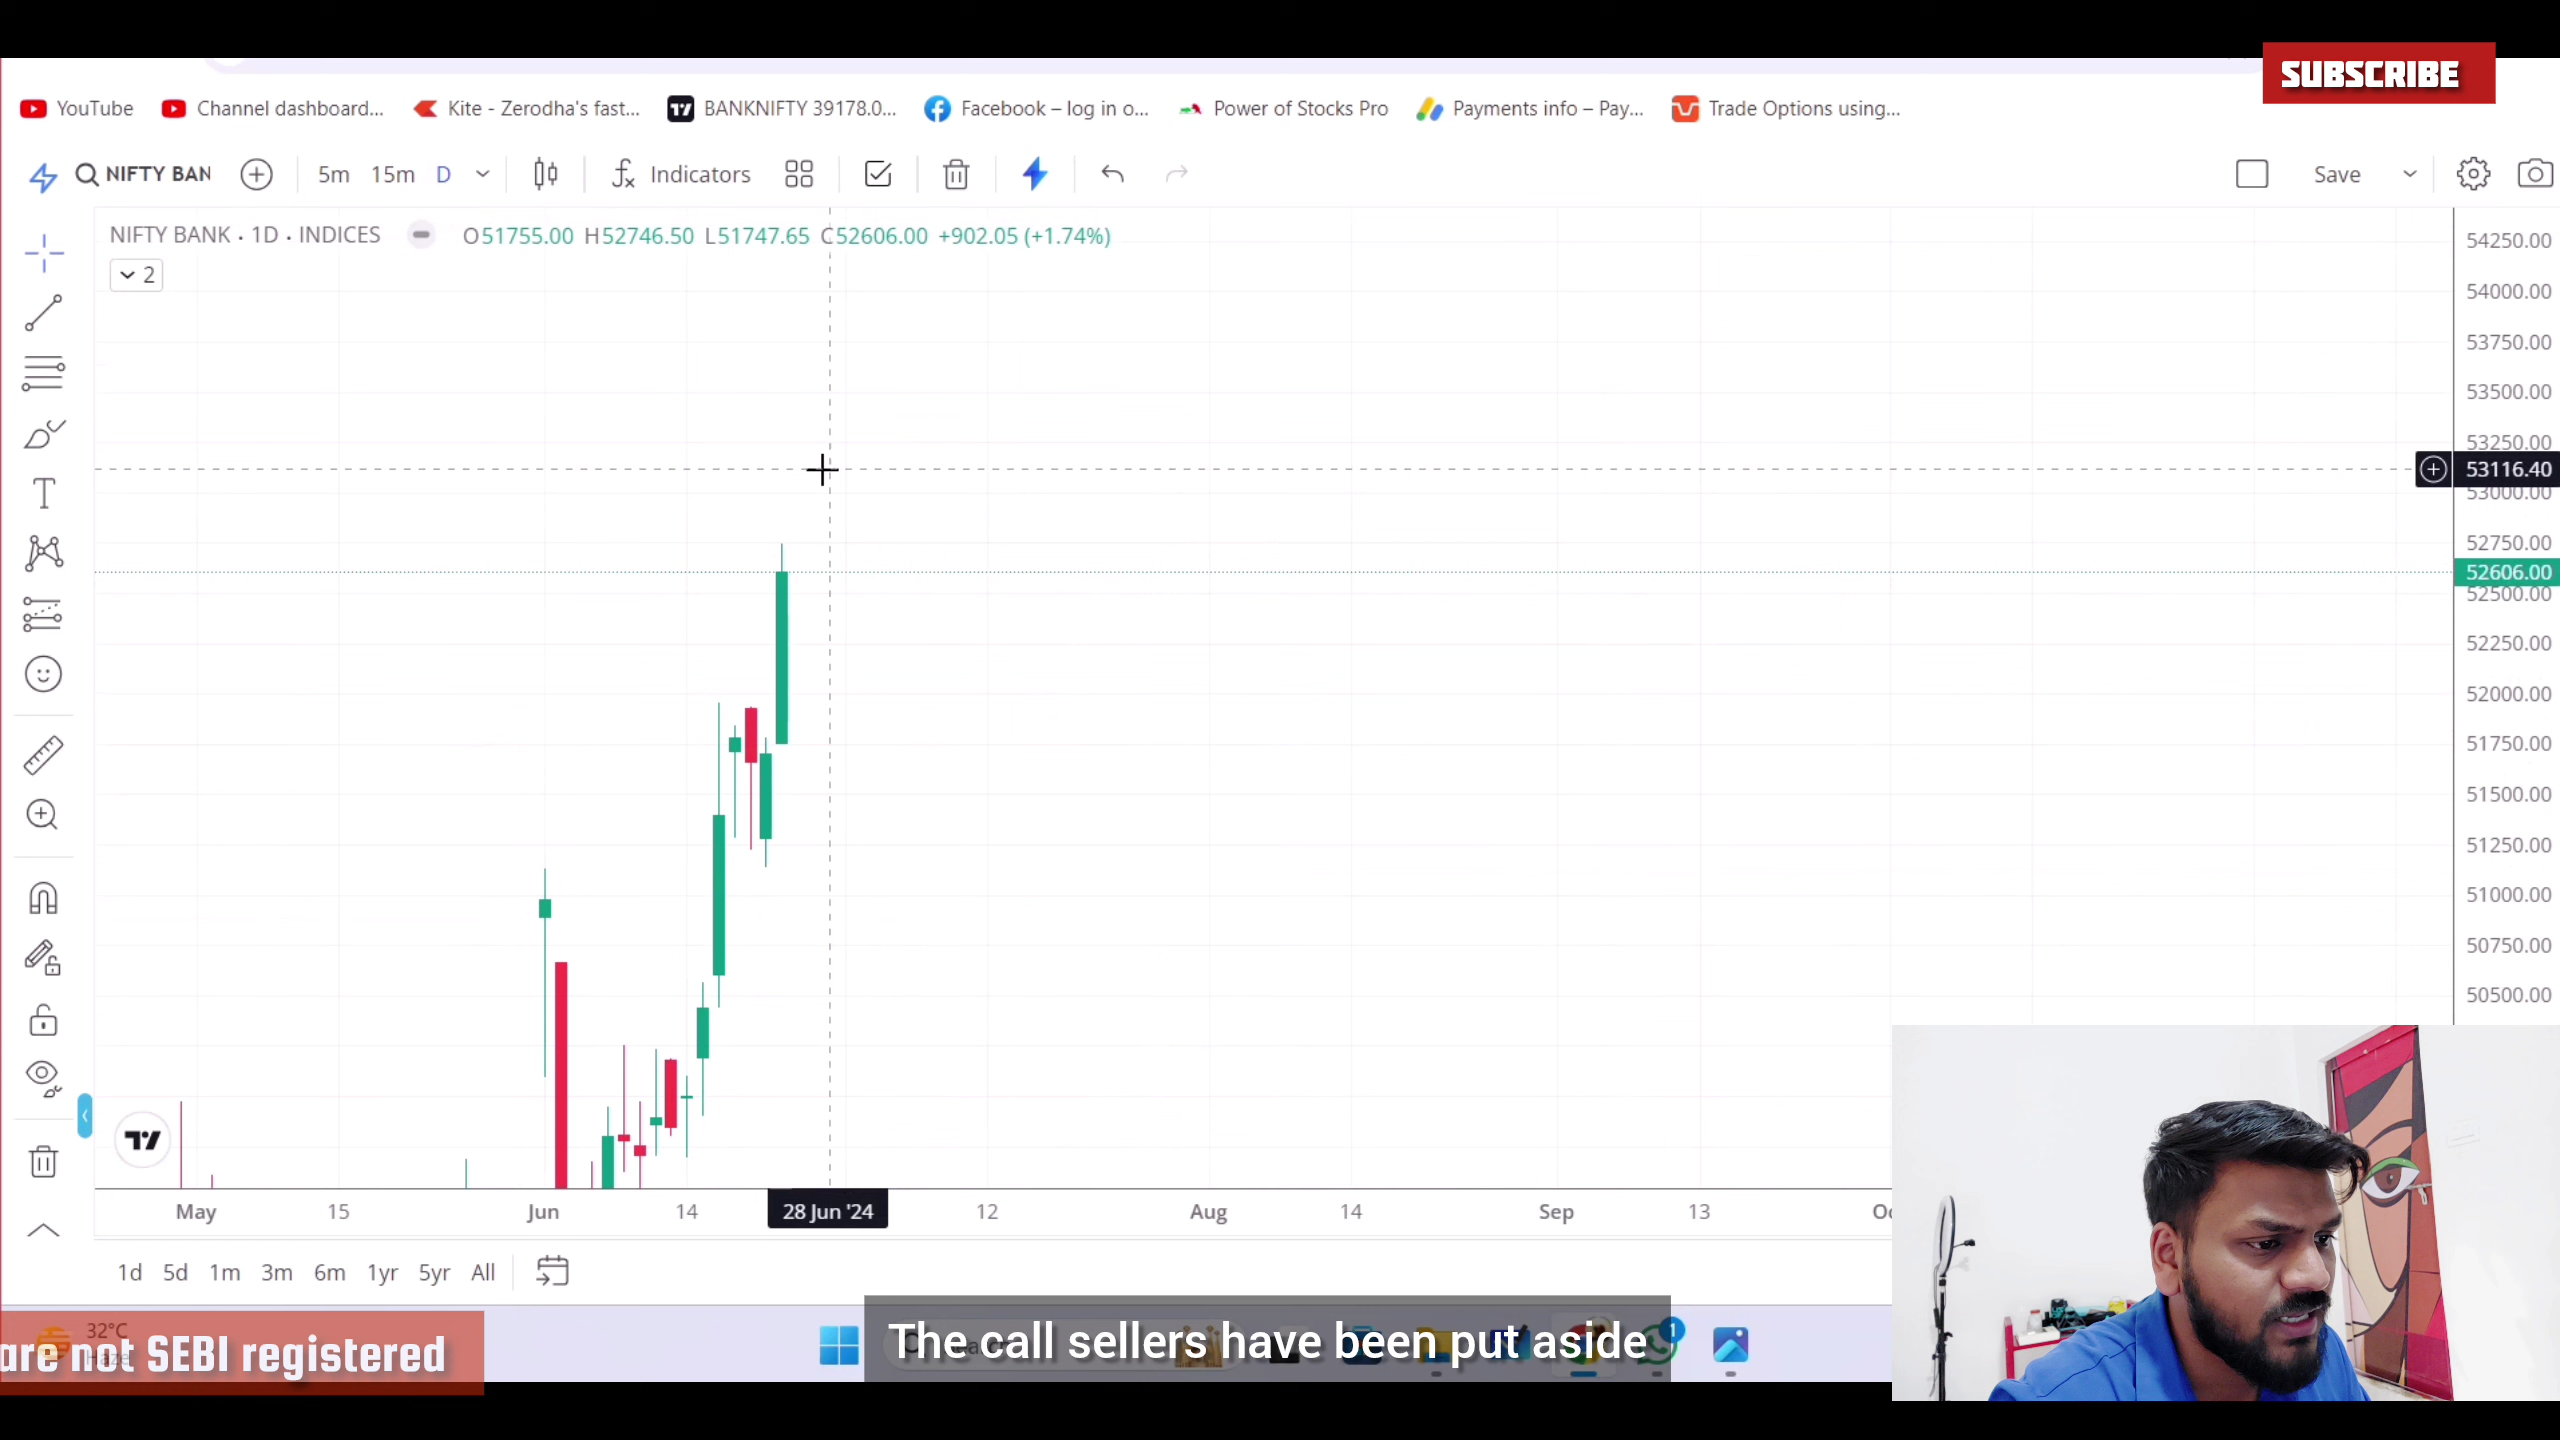 SUBSCRIBE
YouTube Channel dashboard... Kite - Zerodha's fast... BANKNIFTY 39178.0... Facebook – log in o... Power of Stocks Pro Payments info – Pay... Trade Options using...
NIFTY BAN 5m 15m D Indicators Save
NIFTY BANK · 1D · INDICES O51755.00 H52746.50 L51747.65 C52606.00 +902.05 (+1.74%)
2
54250.00
54000.00
53750.00
53500.00
53250.00
53116.40
53000.00
52750.00
52606.00
52500.00
52250.00
52000.00
51750.00
51500.00
51250.00
51000.00
50750.00
50500.00
May 15 Jun 14 28 Jun '24 12 Aug 14 Sep 13
1d 5d 1m 3m 6m 1yr 5yr All
32°C
are not SEBI registered
The call sellers have been put aside
1